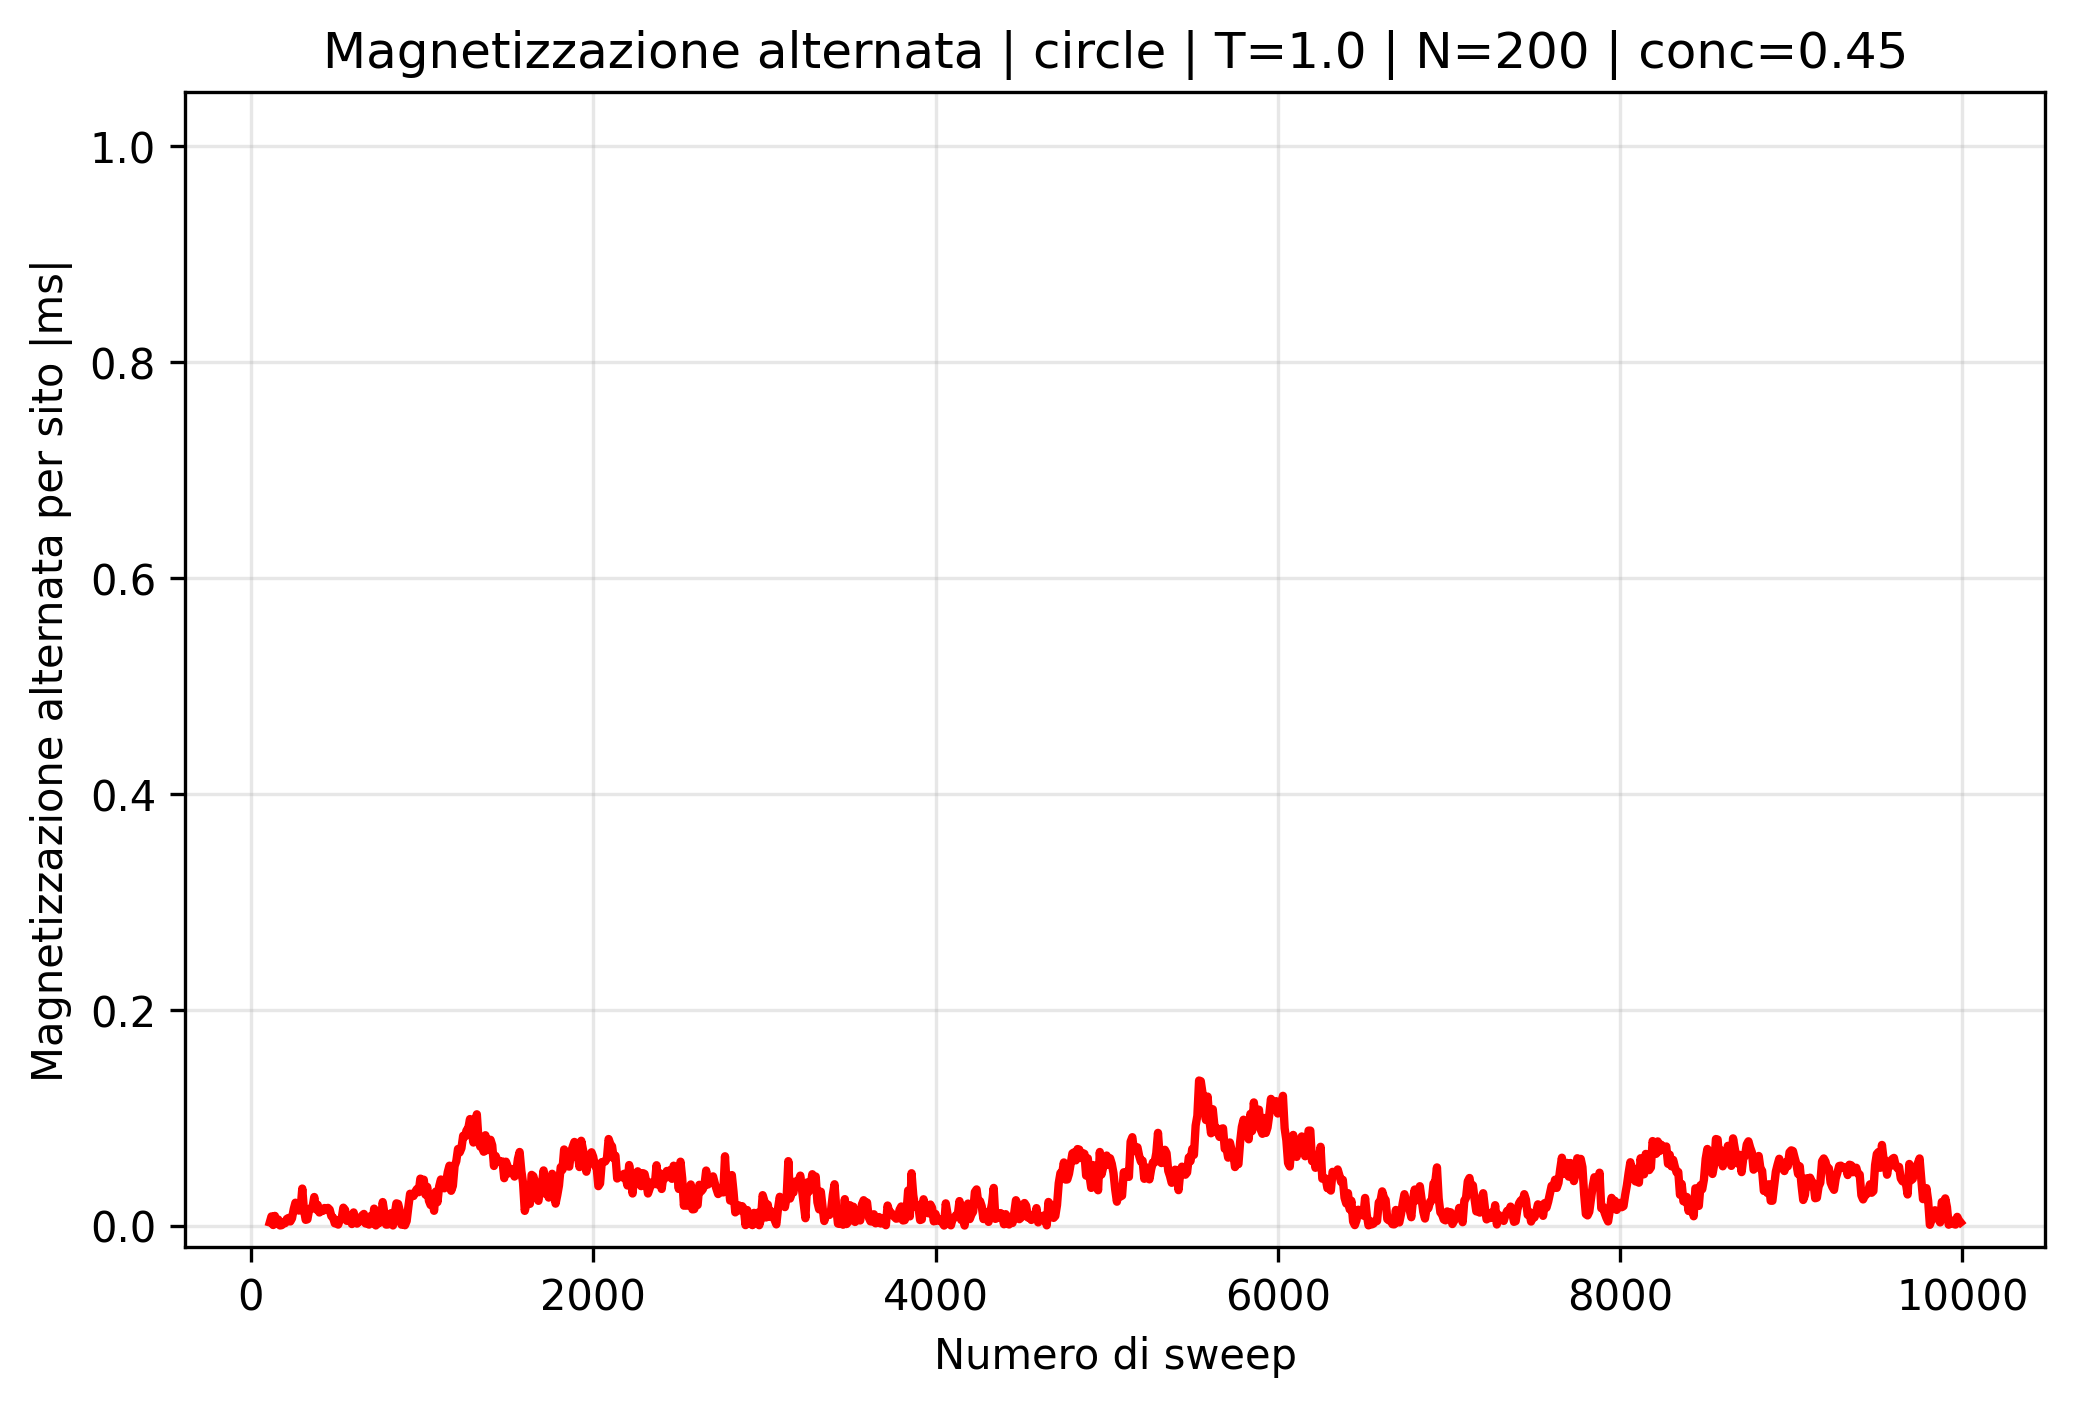 Magnetizzazione alternata | circle | T=1.0 | N=200 | conc=0.45
Magnetizzazione alternata per sito |ms|
1.0
0.8
0.6
0.4
0.2
0.0
0 2000 4000 6000 8000 10000
Numero di sweep